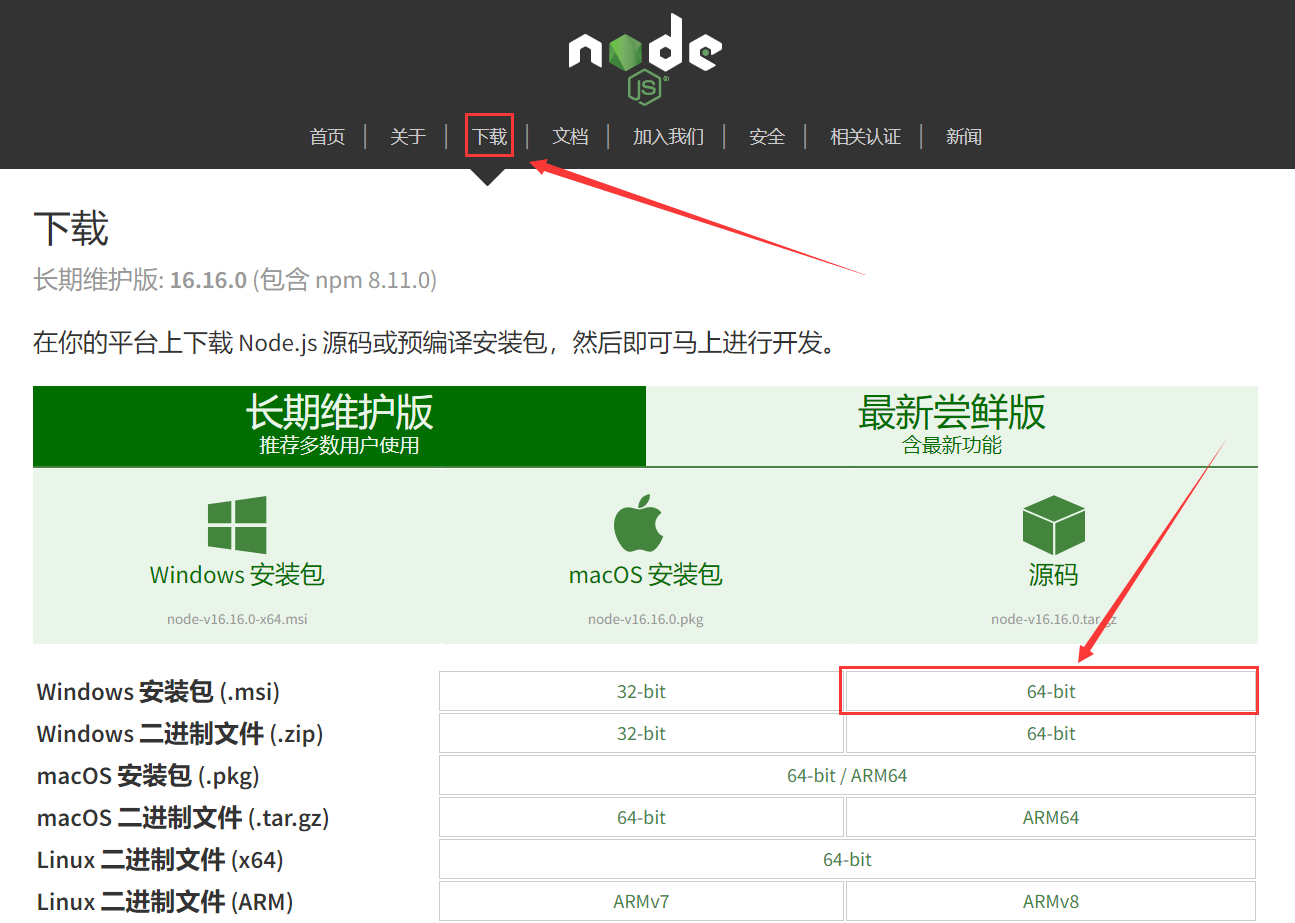 node
JS
首页 关于 下载 文档 加入我们 安全 相关认证 新闻
下载
长期维护版: 16.16.0 (包含 npm 8.11.0)
在你的平台上下载 Node.js 源码或预编译安装包，然后即可马上进行开发。
长期维护版
推荐多数用户使用
最新尝鲜版
含最新功能
Windows 安装包
node-v16.16.0-x64.msi
macOS 安装包
node-v16.16.0.pkg
源码
node-v16.16.0.tar.gz
Windows 安装包 (.msi) 32-bit 64-bit
Windows 二进制文件 (.zip) 32-bit 64-bit
macOS 安装包 (.pkg) 64-bit / ARM64
macOS 二进制文件 (.tar.gz) 64-bit ARM64
Linux 二进制文件 (x64) 64-bit
Linux 二进制文件 (ARM) ARMv7 ARMv8